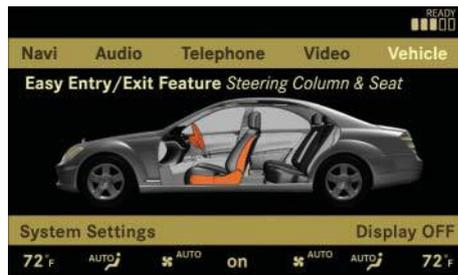 READY
Navi Audio Telephone Video Vehicle
Easy Entry/Exit Feature Steering Column & Seat
System Settings Display OFF
72°F AUTO AUTO on AUTO AUTO 72°F